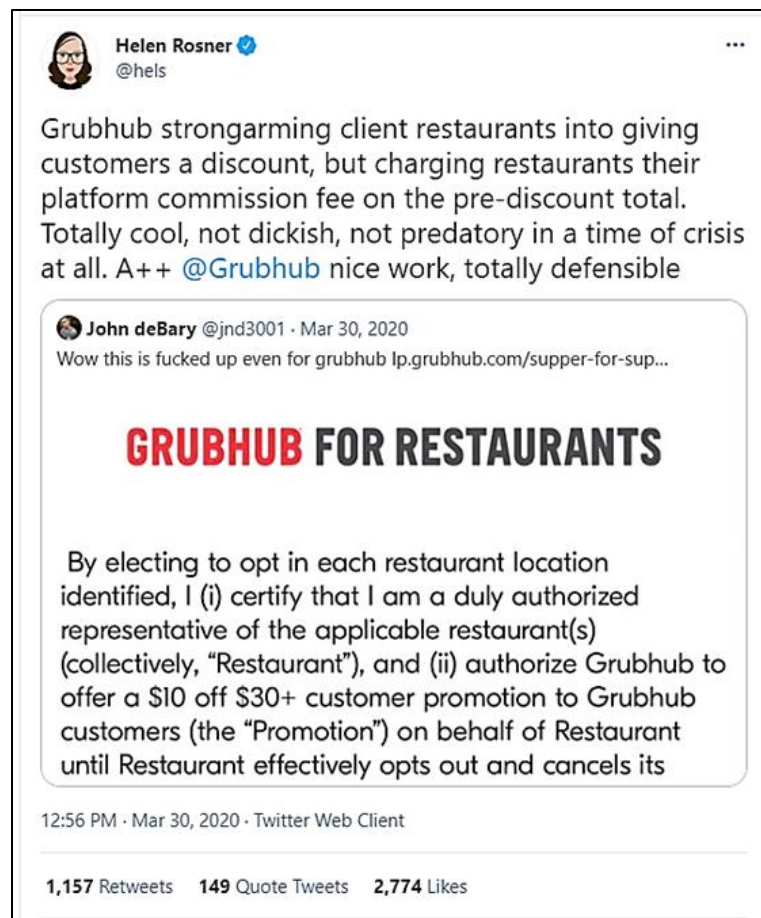 Helen Rosner
@hels
Grubhub strongarming client restaurants into giving
customers a discount, but charging restaurants their
platform commission fee on the pre-discount total.
Totally cool, not dickish, not predatory in a time of crisis
at all. A++ @Grubhub nice work, totally defensible
John deBary @jnd3001 · Mar 30, 2020
Wow this is fucked up even for grubhub lp.grubhub.com/supper-for-sup...
GRUBHUB FOR RESTAURANTS
By electing to opt in each restaurant location
identified, I (i) certify that I am a duly authorized
representative of the applicable restaurant(s)
(collectively, “Restaurant”), and (ii) authorize Grubhub to
offer a $10 off $30+ customer promotion to Grubhub
customers (the “Promotion”) on behalf of Restaurant
until Restaurant effectively opts out and cancels its
12:56 PM · Mar 30, 2020 · Twitter Web Client
1,157 Retweets 149 Quote Tweets 2,774 Likes